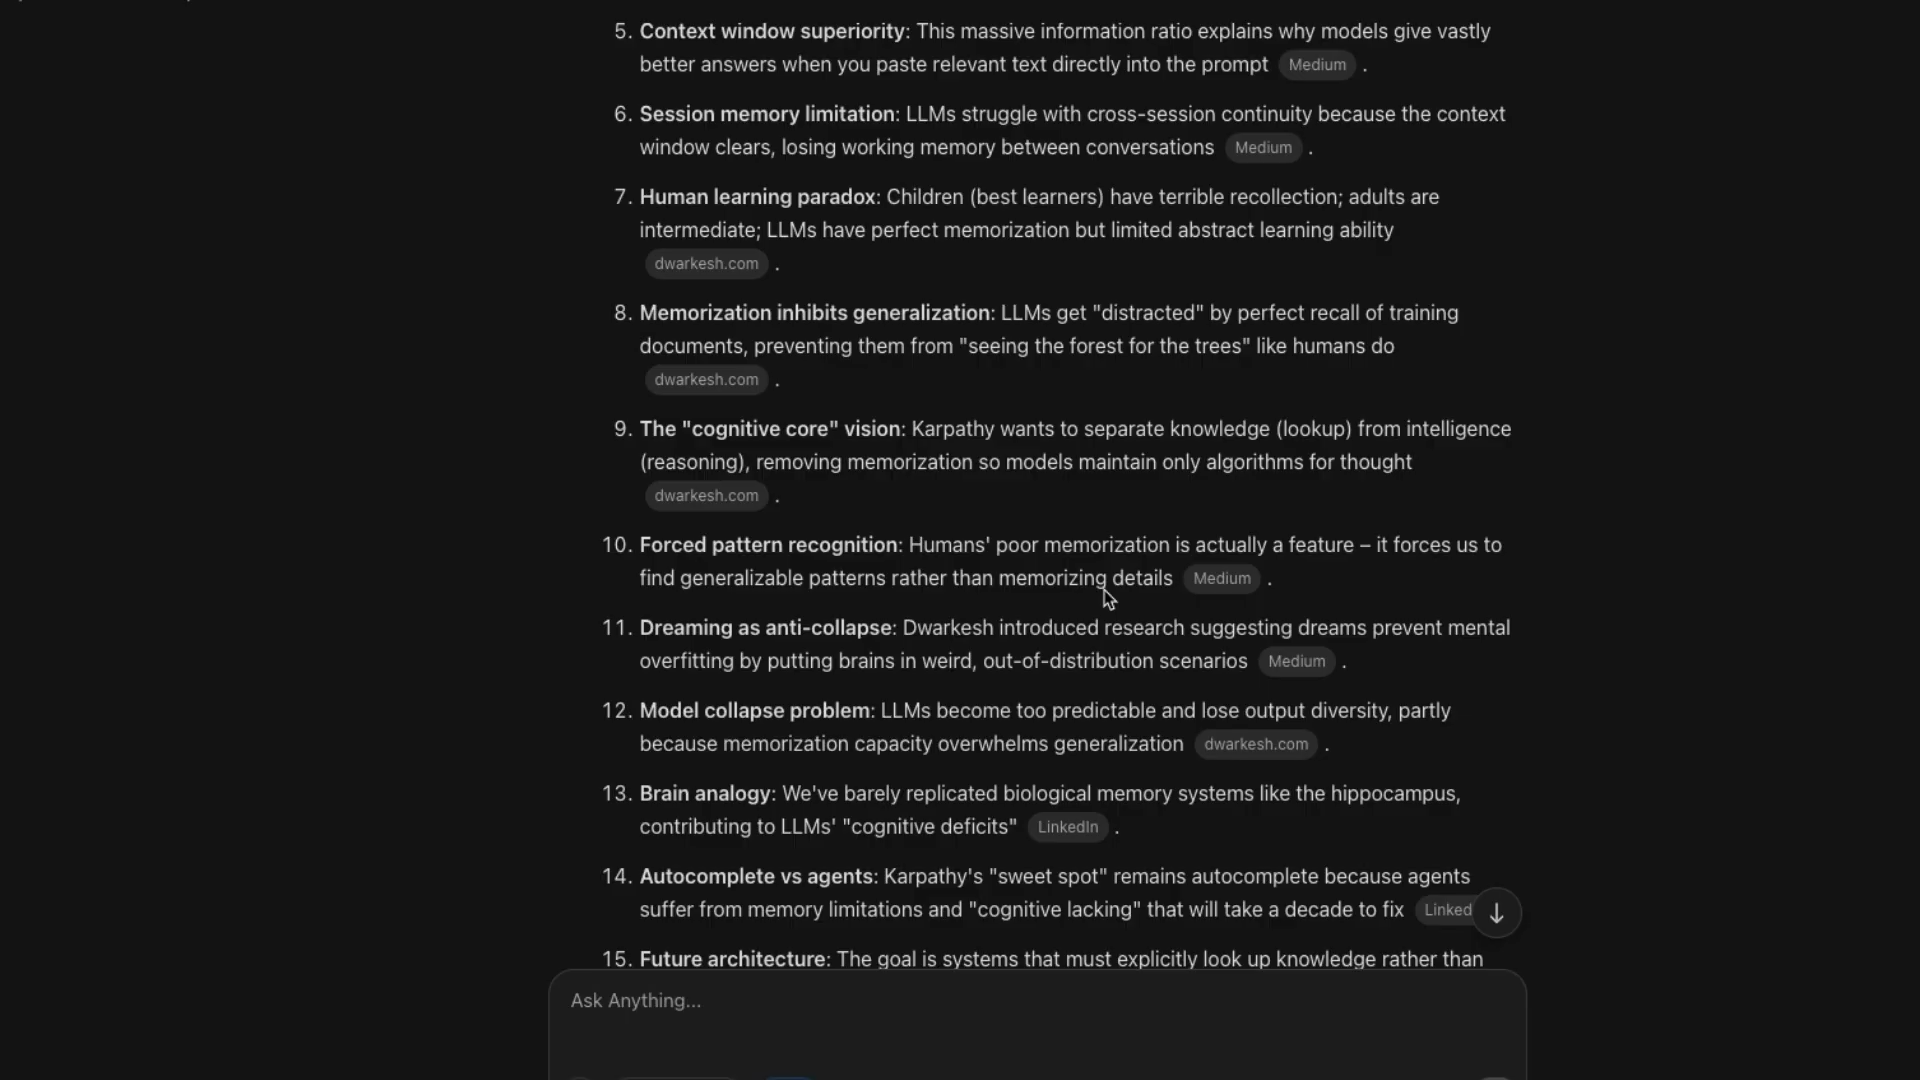 5. Context window superiority: This massive information ratio explains why models give vastly
better answers when you paste relevant text directly into the prompt Medium .
6. Session memory limitation: LLMs struggle with cross-session continuity because the context
window clears, losing working memory between conversations Medium .
7. Human learning paradox: Children (best learners) have terrible recollection; adults are
intermediate; LLMs have perfect memorization but limited abstract learning ability
dwarkesh.com .
8. Memorization inhibits generalization: LLMs get "distracted" by perfect recall of training
documents, preventing them from "seeing the forest for the trees" like humans do
dwarkesh.com .
9. The "cognitive core" vision: Karpathy wants to separate knowledge (lookup) from intelligence
(reasoning), removing memorization so models maintain only algorithms for thought
dwarkesh.com .
10. Forced pattern recognition: Humans' poor memorization is actually a feature – it forces us to
find generalizable patterns rather than memorizing details Medium .
11. Dreaming as anti-collapse: Dwarkesh introduced research suggesting dreams prevent mental
overfitting by putting brains in weird, out-of-distribution scenarios Medium .
12. Model collapse problem: LLMs become too predictable and lose output diversity, partly
because memorization capacity overwhelms generalization dwarkesh.com .
13. Brain analogy: We've barely replicated biological memory systems like the hippocampus,
contributing to LLMs' "cognitive deficits" LinkedIn .
14. Autocomplete vs agents: Karpathy's "sweet spot" remains autocomplete because agents
suffer from memory limitations and "cognitive lacking" that will take a decade to fix Linked
15. Future architecture: The goal is systems that must explicitly look up knowledge rather than
Ask Anything...